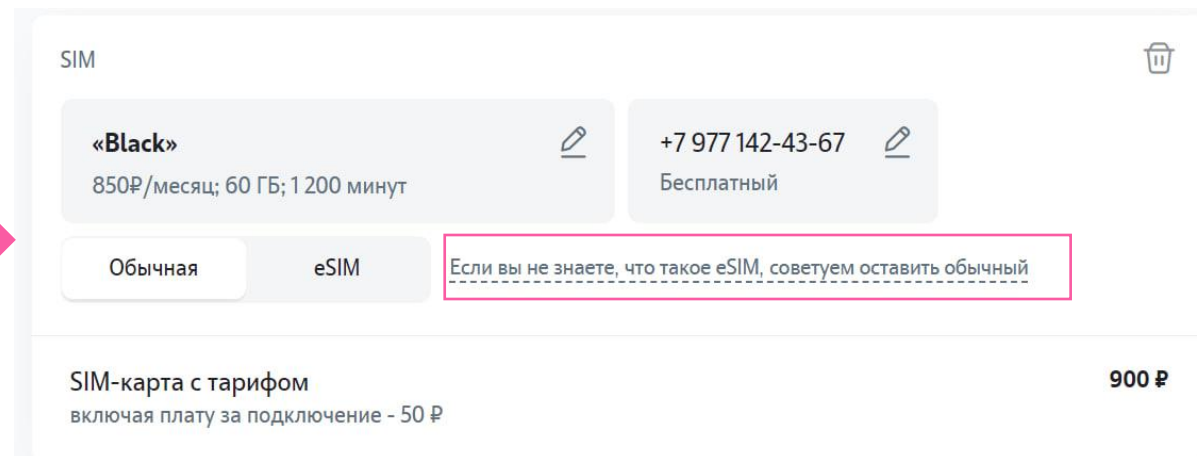 SIM
«Black»
850₽/месяц; 60 ГБ; 1 200 минут
+7 977 142-43-67
Бесплатный
Обычная
eSIM
Если вы не знаете, что такое eSIM, советуем оставить обычный
SIM-карта с тарифом
900 ₽
включая плату за подключение - 50 ₽